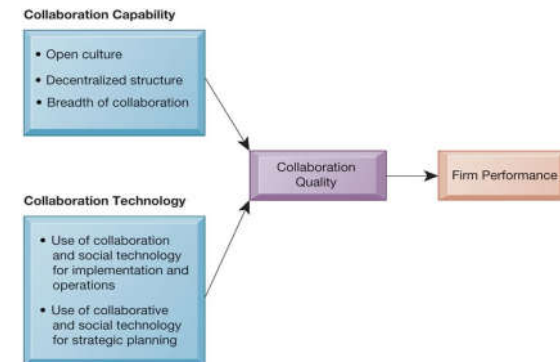 Collaboration Capability
• Open culture
• Decentralized structure
• Breadth of collaboration
Collaboration
Quality
Firm Performance
Collaboration Technology
• Use of collaboration
and social technology
for implementation and
operations
• Use of collaborative
and social technology
for strategic planning